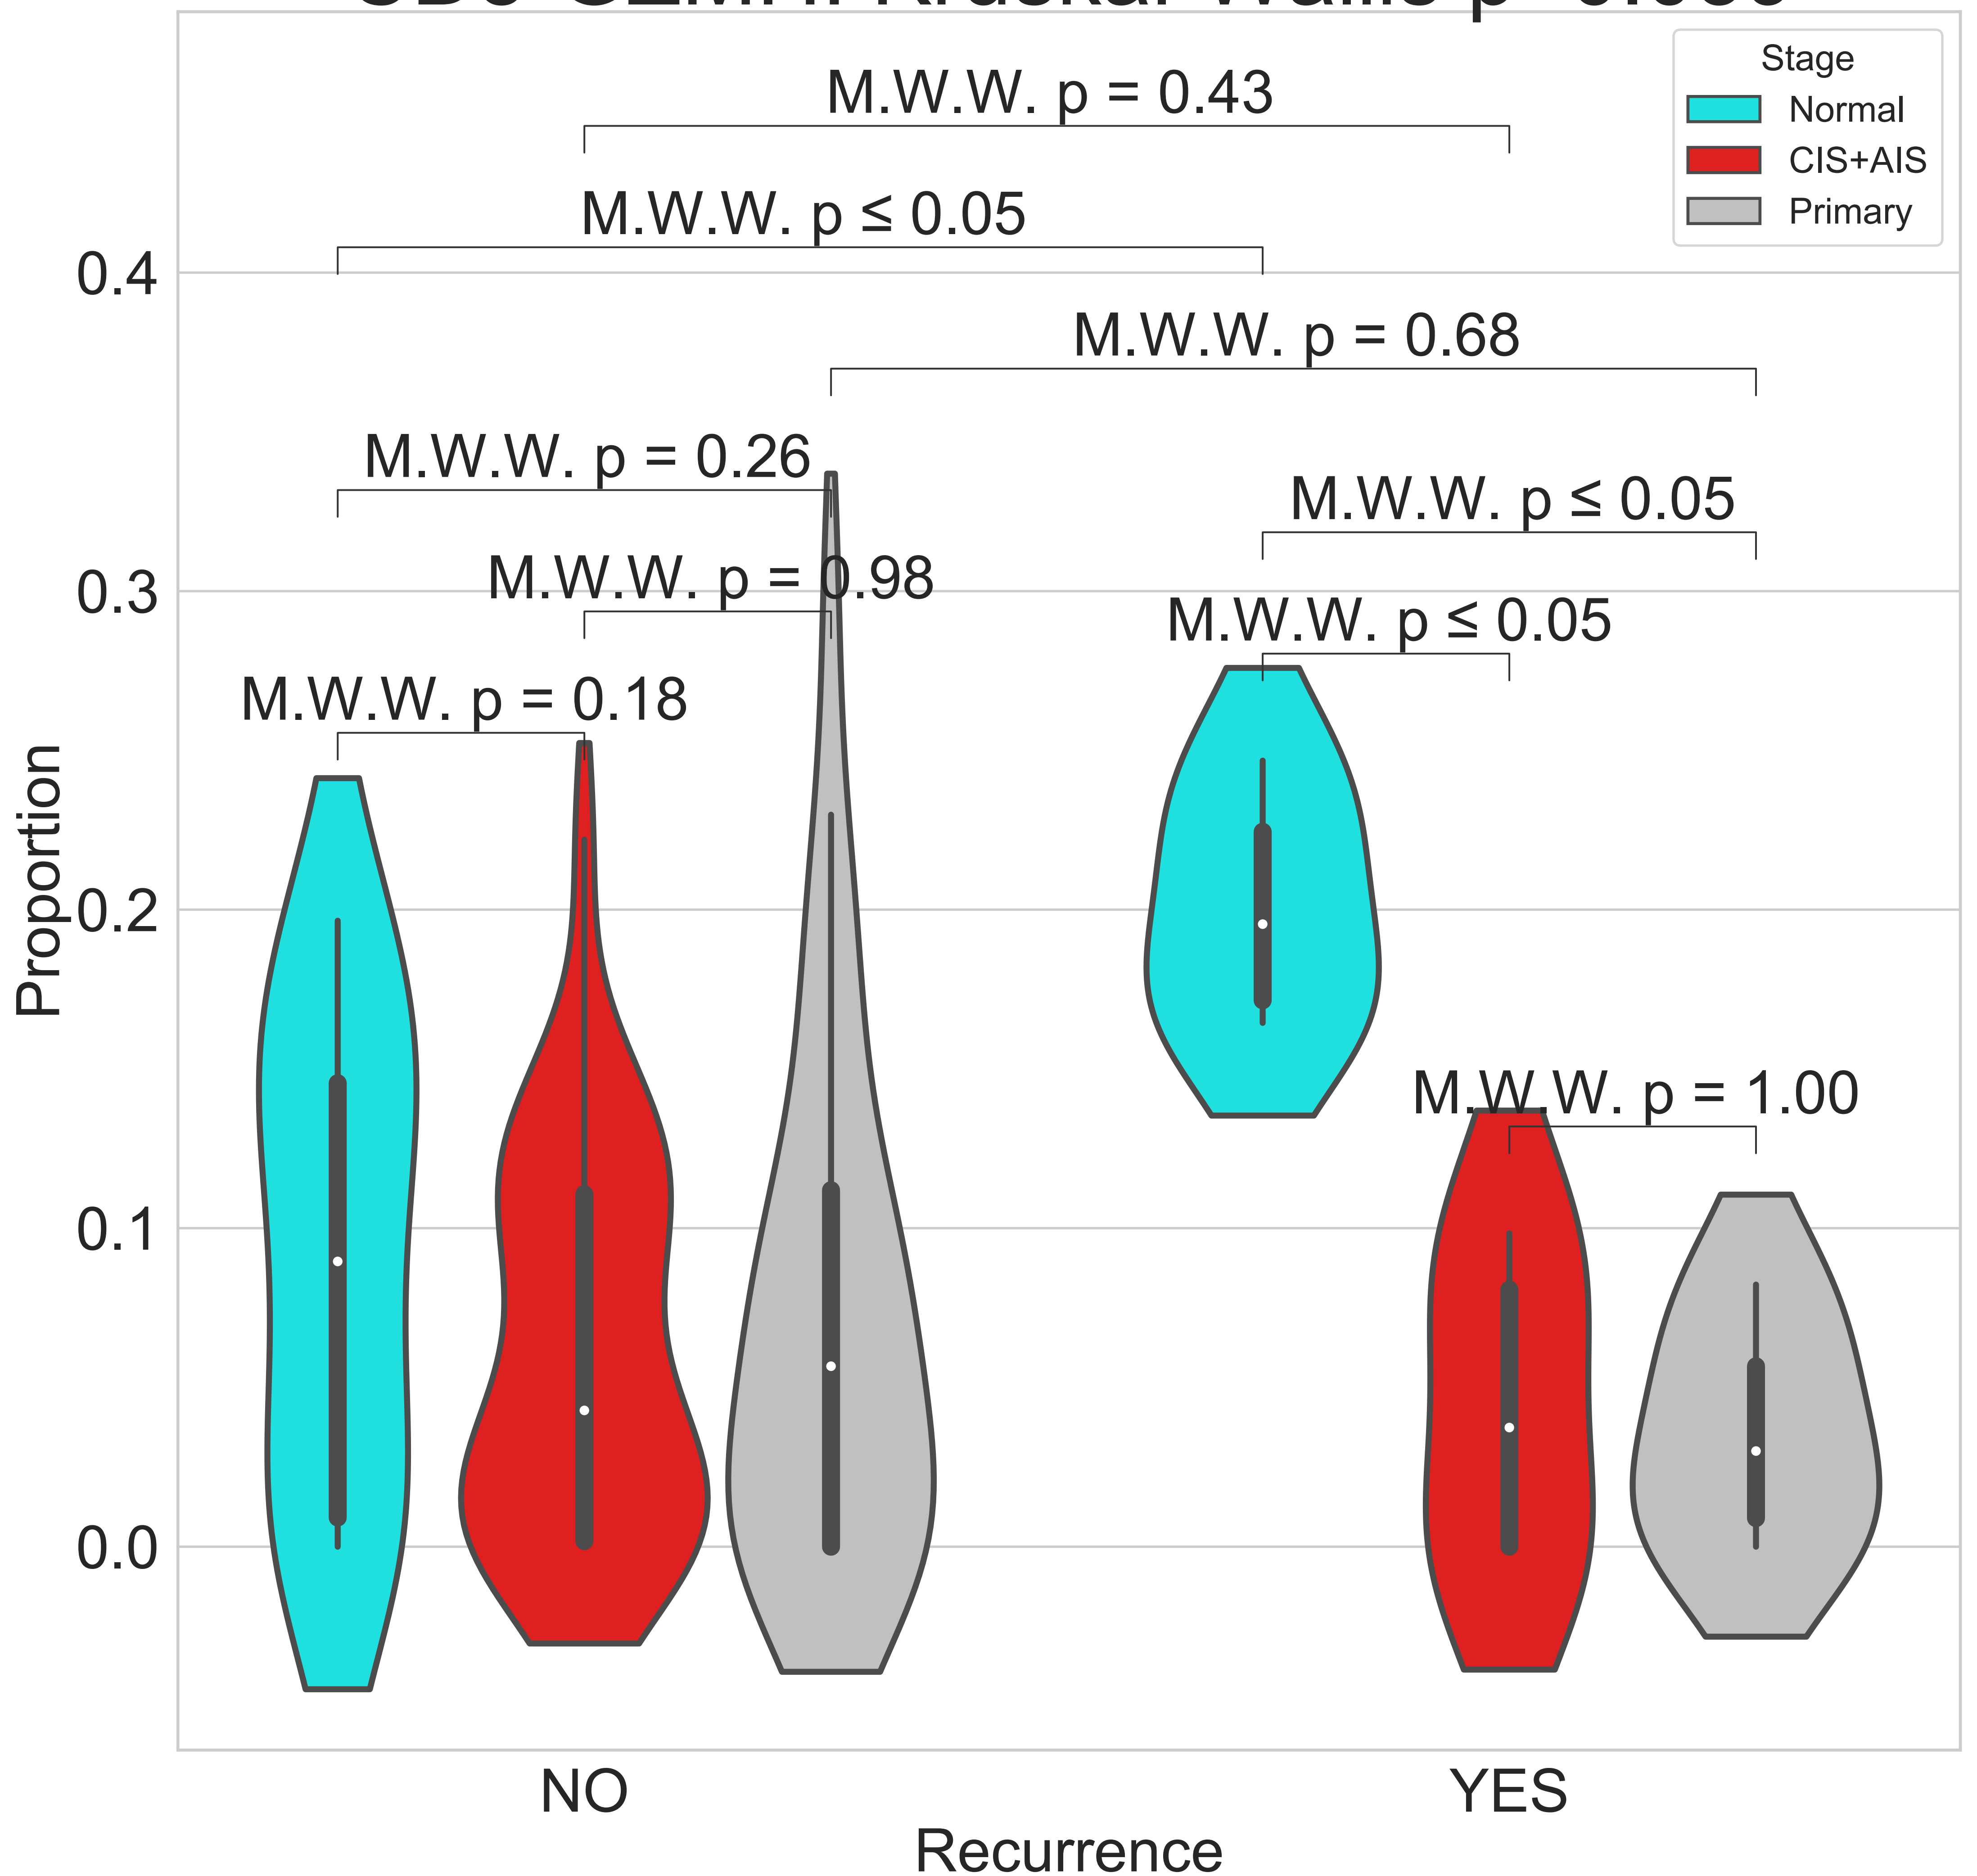 Stage
Normal
CIS+AIS
Primary
M.W.W. p = 0.43
M.W.W. p ≤ 0.05
M.W.W. p = 0.68
M.W.W. p = 0.26
M.W.W. p ≤ 0.05
M.W.W. p = 0.98
M.W.W. p ≤ 0.05
M.W.W. p = 0.18
M.W.W. p = 1.00
0.4
0.3
0.2
0.1
0.0
Proportion
NO
YES
Recurrence